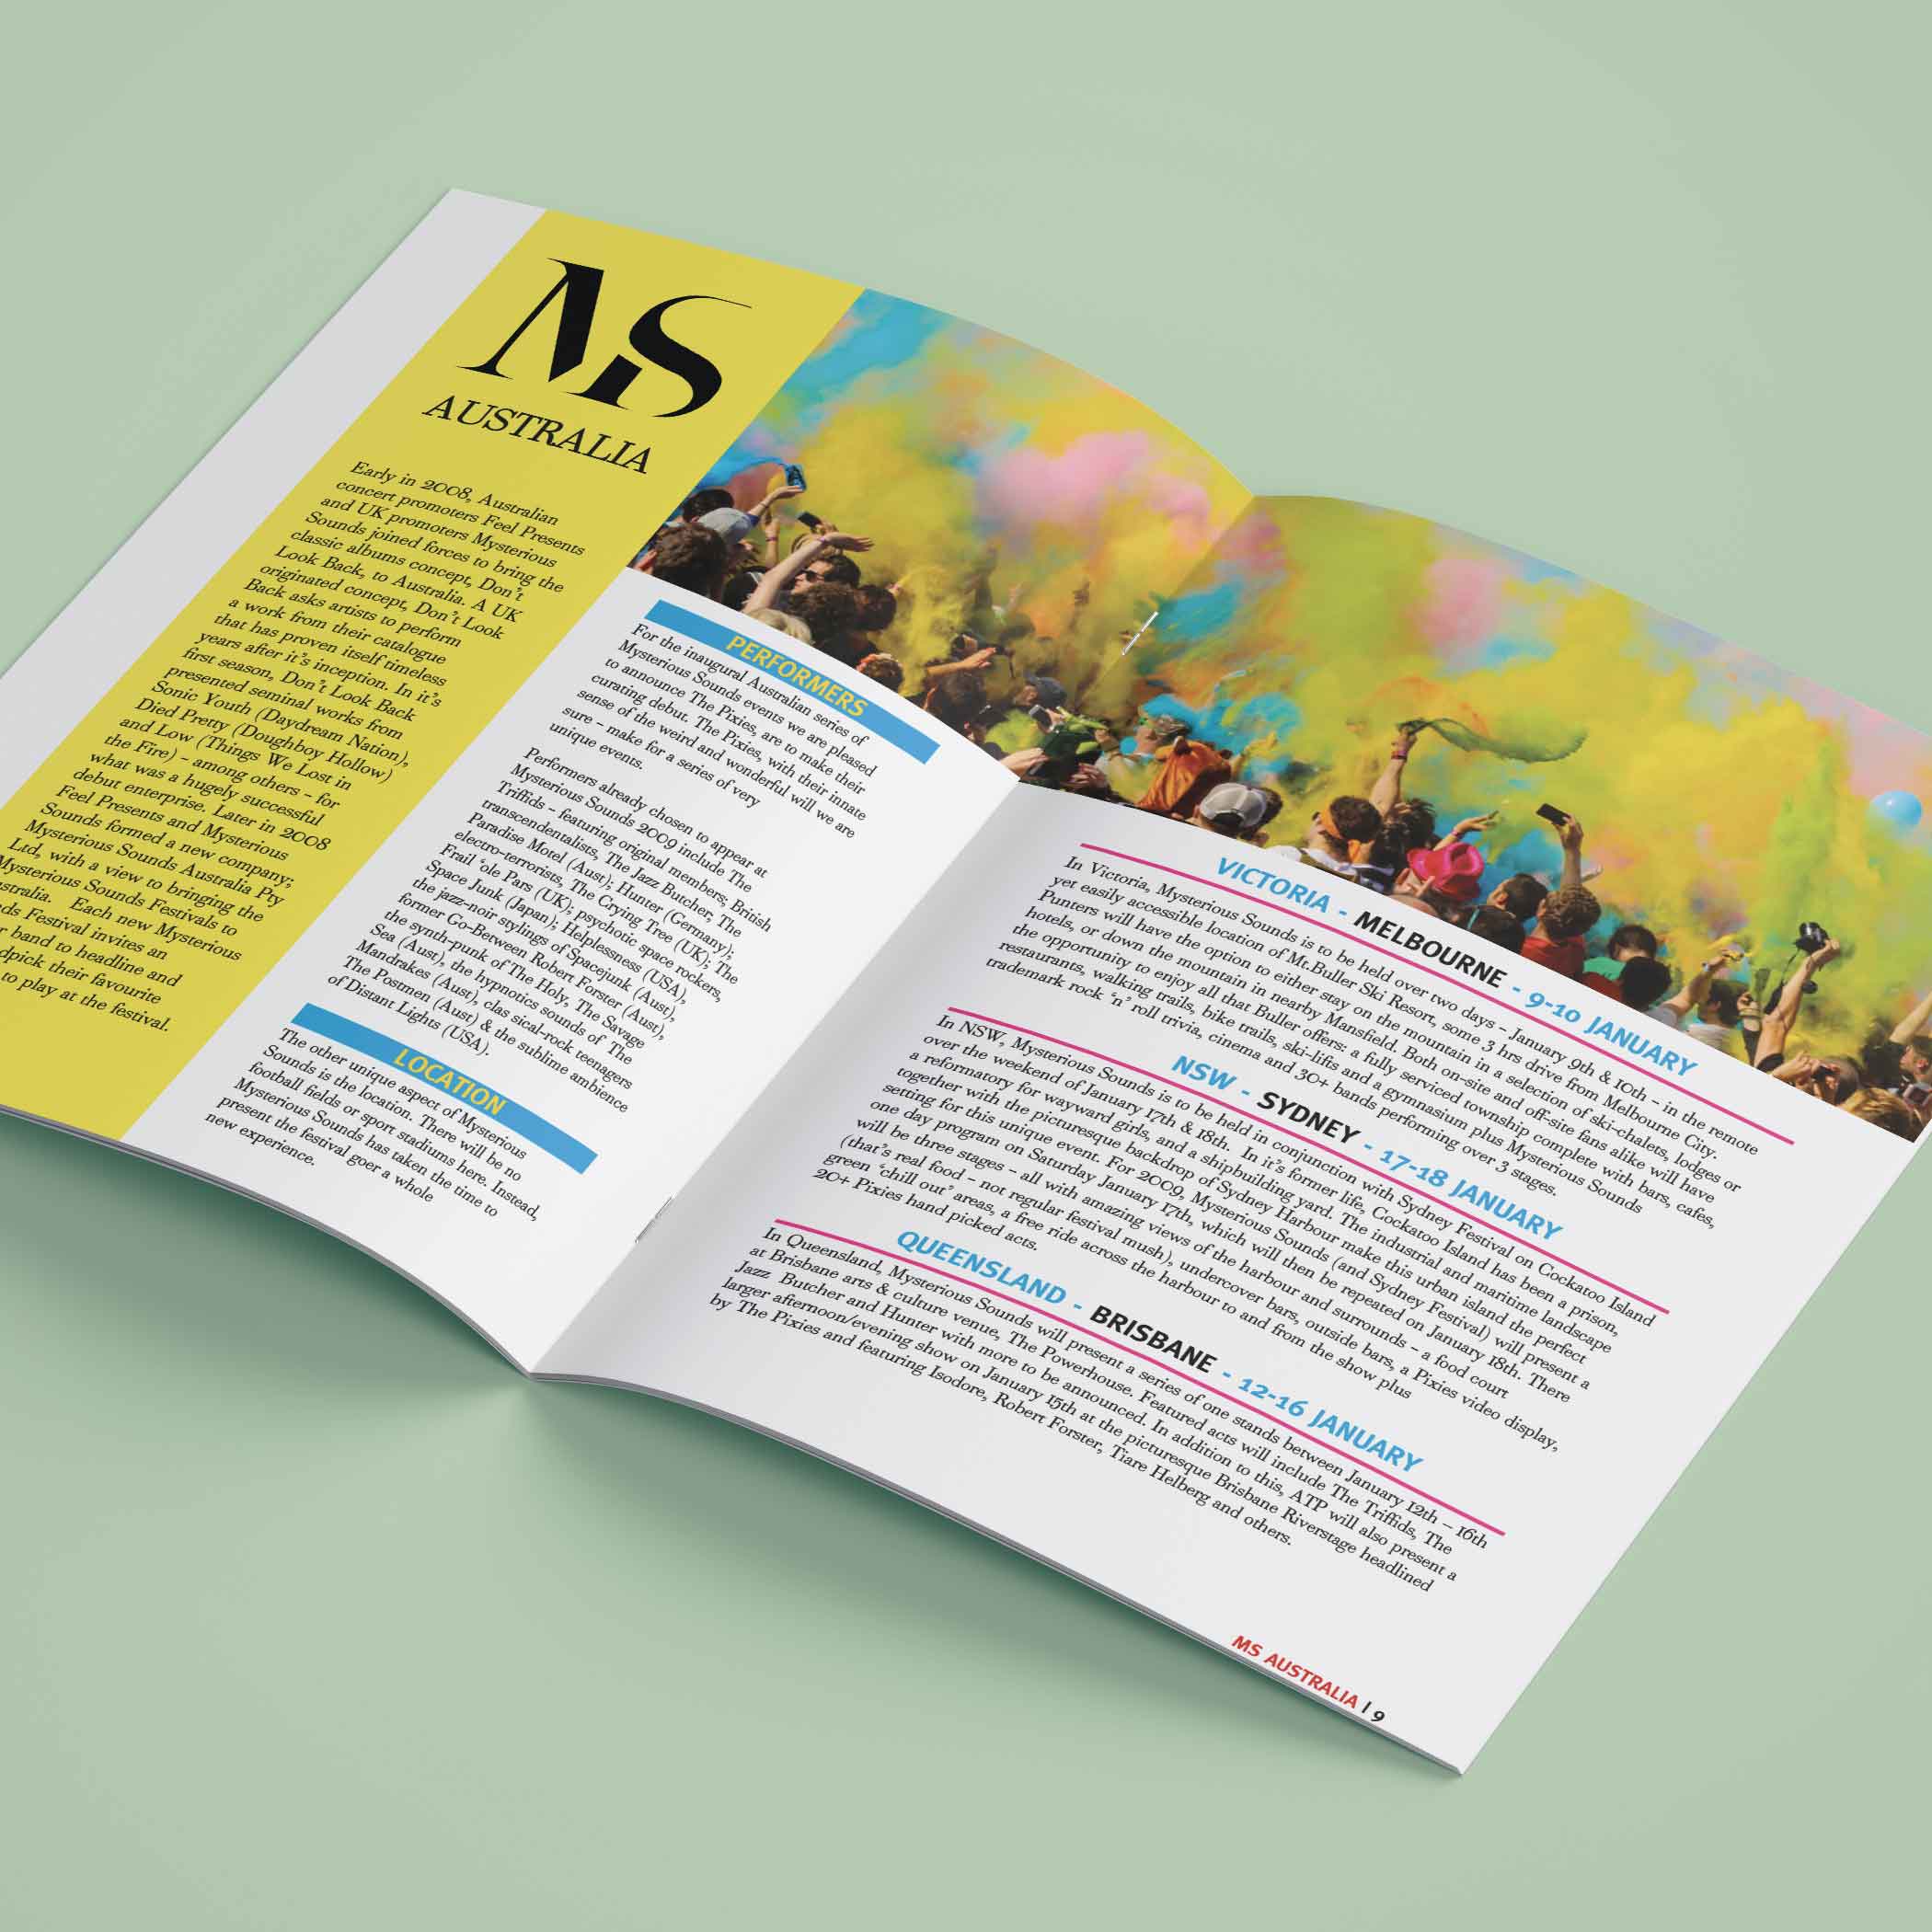 MS
AUSTRALIA
Early in 2008, Australian
concert promoters Feel Presents
and UK promoters Mysterious
Sounds joined forces to bring the
classic albums concept, Don't
Look Back, to Australia. A UK
originated concept, Don't Look
Back asks artists to perform
a work from their catalogue
that has proven itself timeless
years after it's inception. In it's
first season, Don't Look Back
presented seminal works from
Sonic Youth (Daydream Nation),
Died Pretty (Doughboy Hollow)
and Low (Things We Lost in
the Fire) - among others - for
what was a hugely successful
debut enterprise. Later in 2008
Feel Presents and Mysterious
Sounds formed a new company;
Mysterious Sounds Australia Pty
Ltd, with a view to bringing the
Mysterious Sounds Festivals to
Each new Mysterious
Festival invites an
band to headline and
their favourite
to play at the festival.
PERFORMERS
For the inaugural Australian series of
Mysterious Sounds events we are pleased
to announce The Pixies, are to make their
curating debut. The Pixies, with their innate
sense of the weird and wonderful will we are
sure - make for a series of very
unique events.
Performers already chosen to appear at
Mysterious Sounds 2009 include The
Triffids - featuring original members; British
transcendentalists, The Jazz Butcher, The
Paradise Motel (Aust); Hunter (Germany);
electro-terrorists, The Crying Tree (UK); The
Frail 'ole Pars (UK); psychotic space rockers,
Space Junk (Japan); Helplessness (USA),
the jazz-noir stylings of Spacejunk (Aust),
former Go-Between Robert Forster (Aust),
the synth-punk of The Holy, The Savage
Sea (Aust), the hypnotics sounds of The
Mandrakes (Aust), clas sical-rock teenagers
The Postmen (Aust) & the sublime ambience
of Distant Lights (USA).
LOCATION
The other unique aspect of Mysterious
Sounds is the location. There will be no
football fields or sport stadiums here. Instead,
Mysterious Sounds has taken the time to
present the festival goer a whole
new experience.
VICTORIA - MELBOURNE - 9-10 JANUARY
In Victoria, Mysterious Sounds is to be held over two days - January 9th & 10th - in the remote
yet easily accessible location of Mt.Buller Ski Resort, some 3 hrs drive from Melbourne City.
Punters will have the option to either stay on the mountain in a selection of ski-chalets, lodges or
hotels, or down the mountain in nearby Mansfield. Both on-site and off-site fans alike will have
the opportunity to enjoy all that Buller offers: a fully serviced township complete with bars, cafes,
restaurants, walking trails, bike trails, ski-lifts and a gymnasium plus Mysterious Sounds
trademark rock 'n' roll trivia, cinema and 30+ bands performing over 3 stages.
NSW - SYDNEY - 17-18 JANUARY
In NSW, Mysterious Sounds is to be held in conjunction with Sydney Festival on Cockatoo Island
over the weekend of January 17th & 18th. In it's former life, Cockatoo Island has been a prison,
a reformatory for wayward girls, and a shipbuilding yard. The industrial and maritime landscape
together with the picturesque backdrop of Sydney Harbour make this urban island the perfect
setting for this unique event. For 2009, Mysterious Sounds (and Sydney Festival) will present a
one day program on Saturday January 17th, which will then be repeated on January 18th. There
will be three stages - all with amazing views of the harbour and surrounds - a food court
(that's real food - not regular festival mush), undercover bars, outside bars, a Pixies video display,
green 'chill out' areas, a free ride across the harbour to and from the show plus
20+ Pixies hand picked acts.
QUEENSLAND - BRISBANE - 12-16 JANUARY
In Queensland, Mysterious Sounds will present a series of one stands between January 12th - 16th
at Brisbane arts & culture venue, The Powerhouse. Featured acts will include The Triffids, The
Jazz Butcher and Hunter with more to be announced. In addition to this, ATP will also present a
larger afternoon/evening show on January 15th at the picturesque Brisbane Riverstage headlined
by The Pixies and featuring Isodore, Robert Forster, Tiare Helberg and others.
MS AUSTRALIA | 9